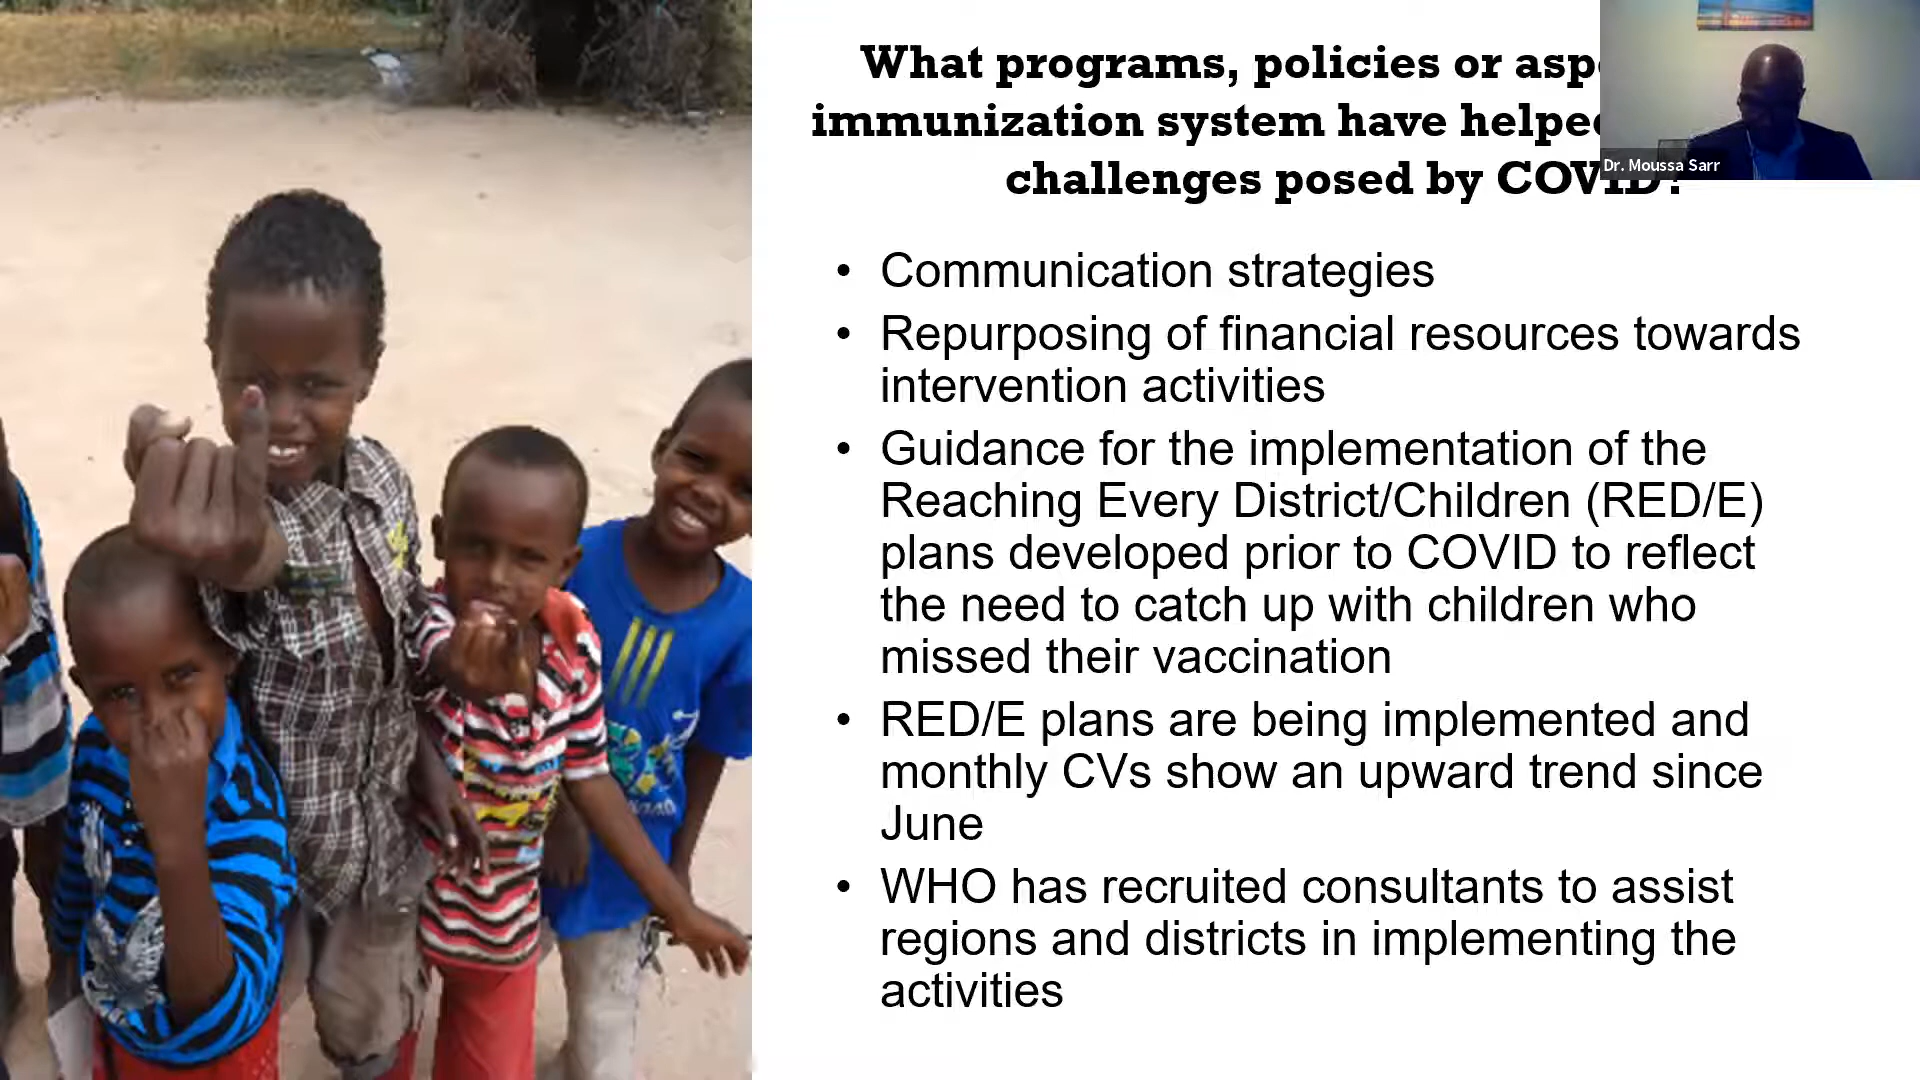 What programs, policies or
immunization system have
challenges posed by COVID?
Dr. Moussa Sarr
• Communication strategies
• Repurposing of financial resources towards
intervention activities
• Guidance for the implementation of the
Reaching Every District/Children (RED/E)
plans developed prior to COVID to reflect
the need to catch up with children who
missed their vaccination
• RED/E plans are being implemented and
monthly CVs show an upward trend since
June
• WHO has recruited consultants to assist
regions and districts in implementing the
activities